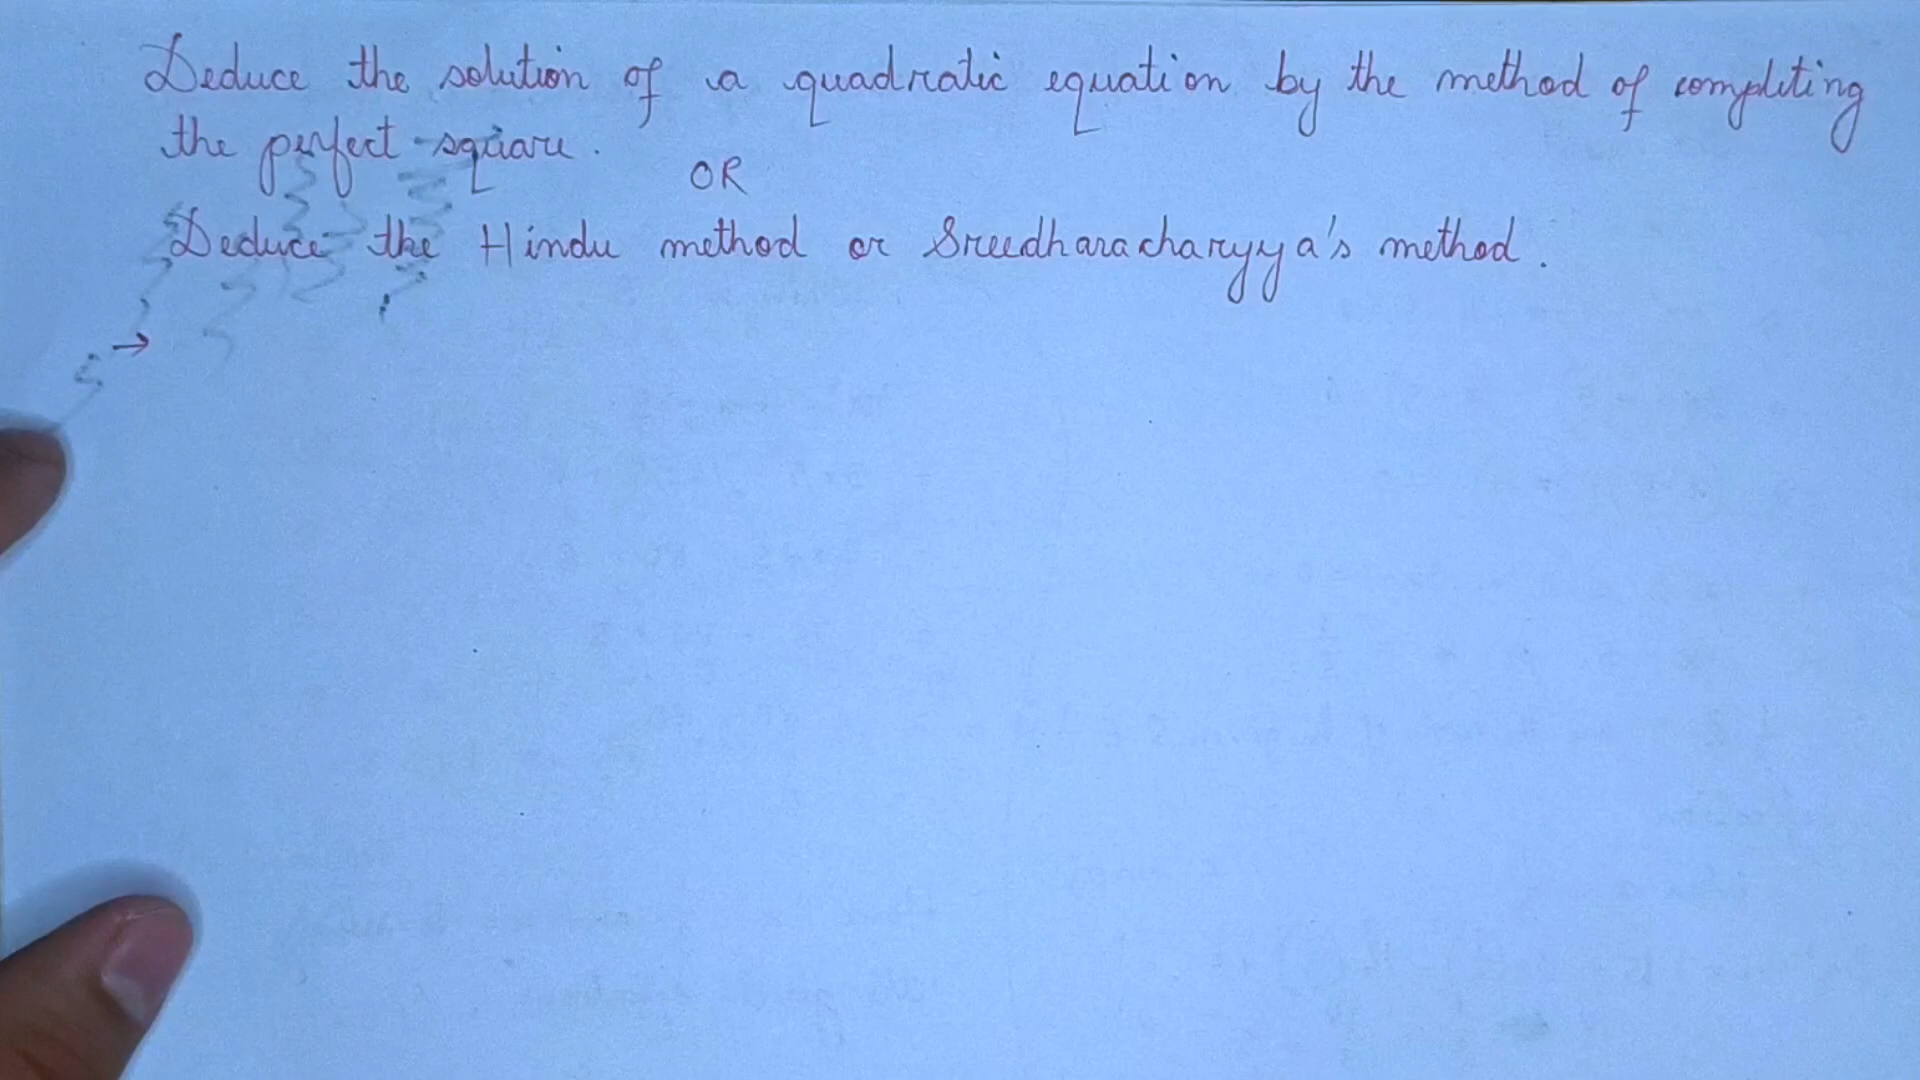 Deduce the solution of a quadratic equation by the method of completing
the perfect square.
OR
Deduce the Hindu method or Sreedharacharyya's method.
→